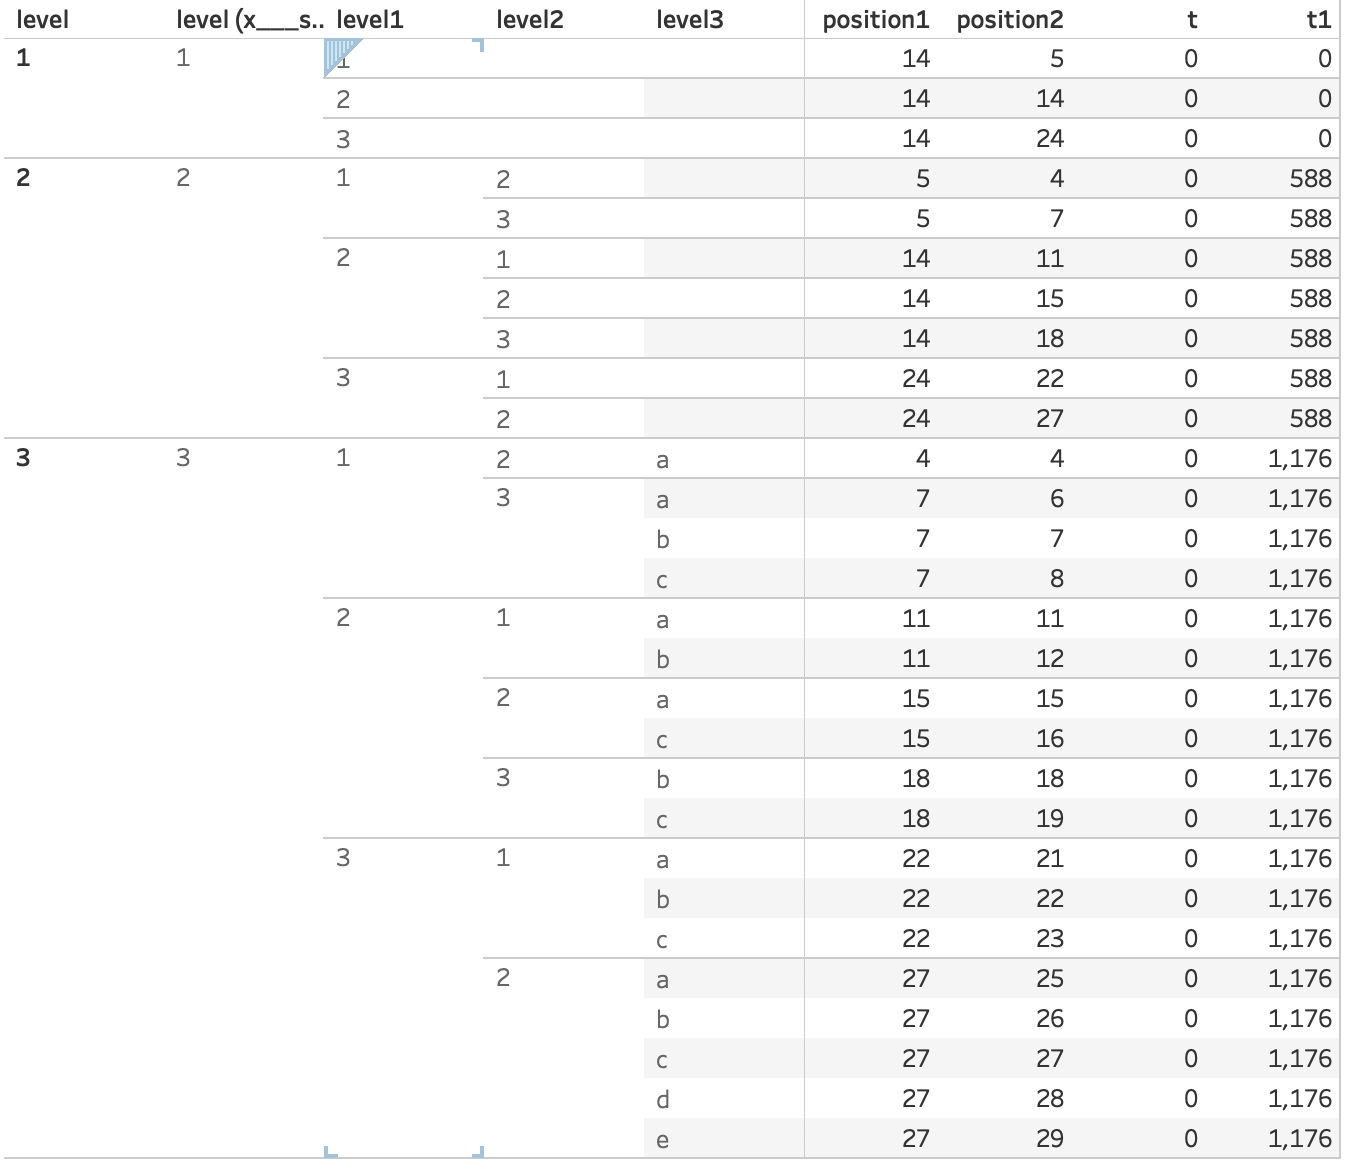 level level (x___s.. level1 level2 level3 position1 position2 t t1
1 1 1 14 5 0 0
2 14 14 0 0
3 14 24 0 0
2 2 1 2 5 4 0 588
3 5 7 0 588
2 1 14 11 0 588
2 14 15 0 588
3 14 18 0 588
3 1 24 22 0 588
2 24 27 0 588
3 3 1 2 a 4 4 0 1,176
3 a 7 6 0 1,176
b 7 7 0 1,176
c 7 8 0 1,176
2 1 a 11 11 0 1,176
b 11 12 0 1,176
2 a 15 15 0 1,176
c 15 16 0 1,176
3 b 18 18 0 1,176
c 18 19 0 1,176
3 1 a 22 21 0 1,176
b 22 22 0 1,176
c 22 23 0 1,176
2 a 27 25 0 1,176
b 27 26 0 1,176
c 27 27 0 1,176
d 27 28 0 1,176
e 27 29 0 1,176